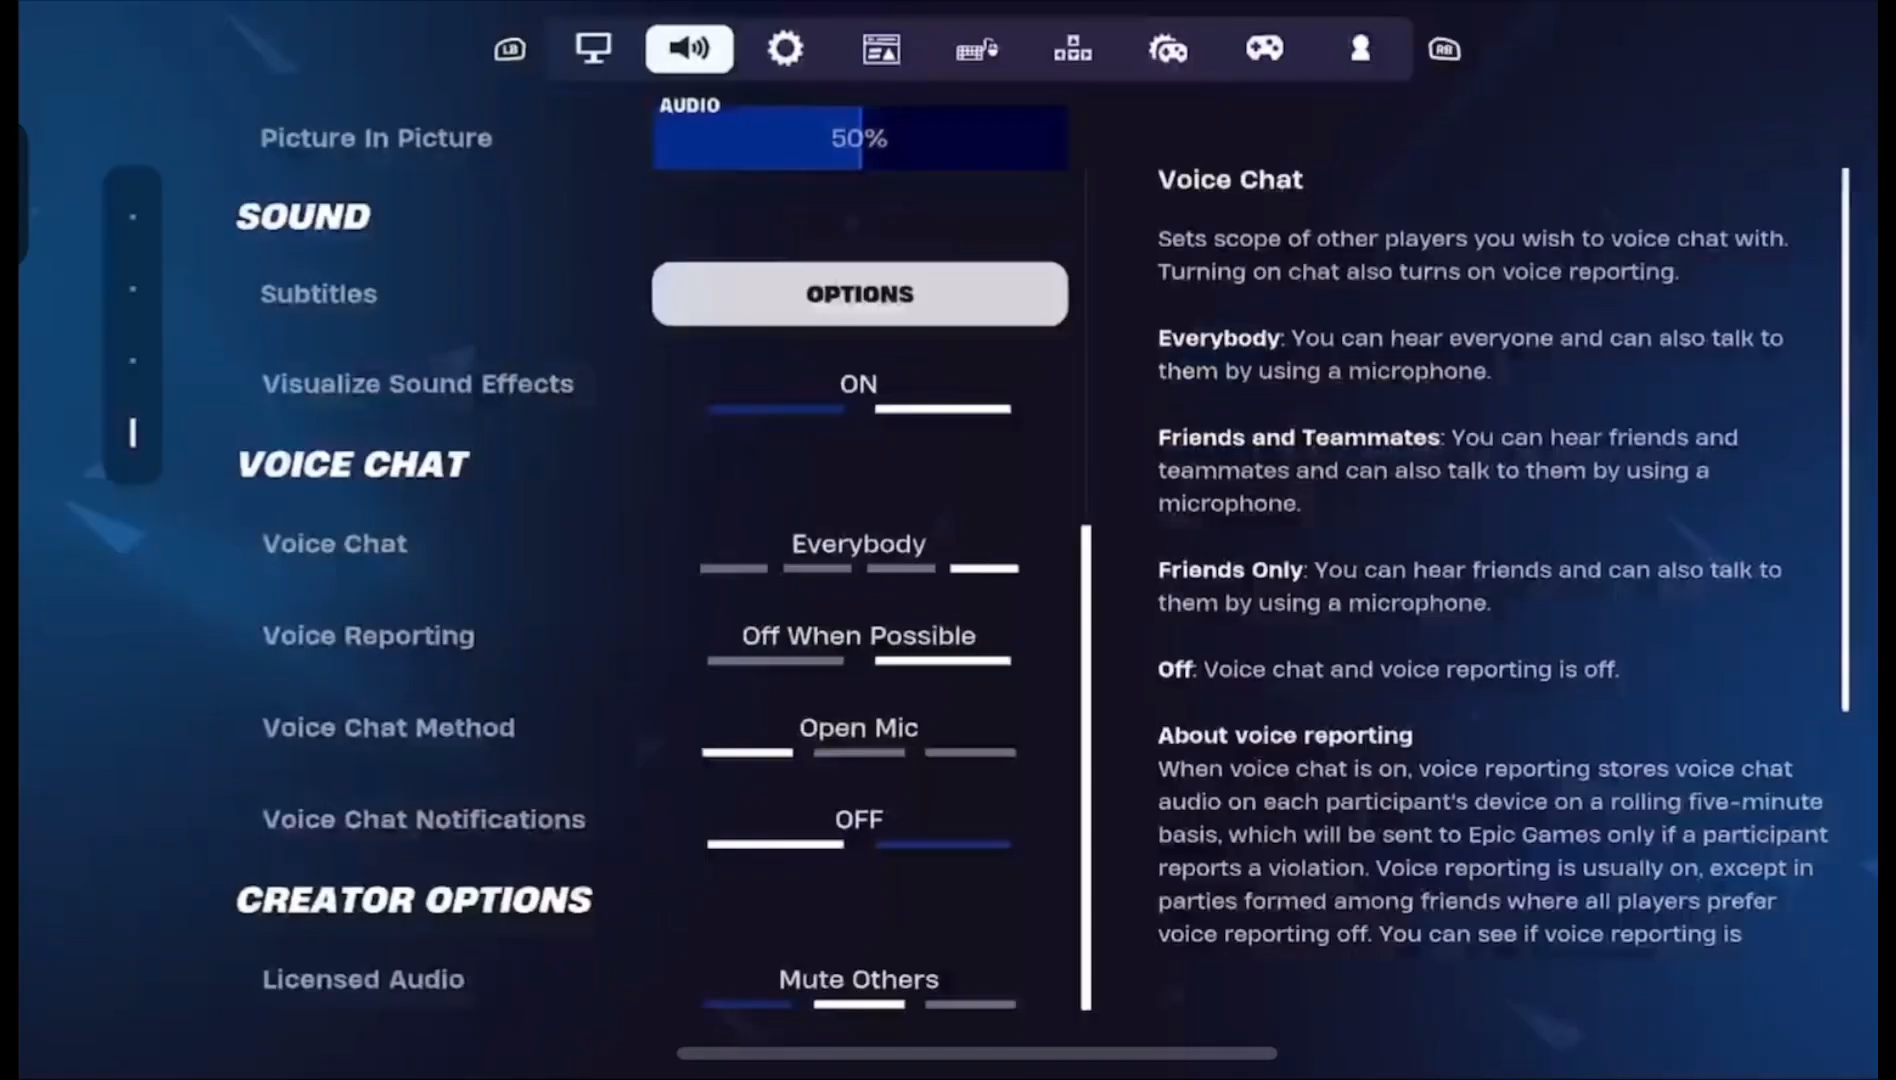 LB
RB
AUDIO
Picture In Picture
50%
SOUND
Subtitles
OPTIONS
Visualize Sound Effects
ON
VOICE CHAT
Voice Chat
Everybody
Voice Reporting
Off When Possible
Voice Chat Method
Open Mic
Voice Chat Notifications
OFF
CREATOR OPTIONS
Licensed Audio
Mute Others
Voice Chat
Sets scope of other players you wish to voice chat with.
Turning on chat also turns on voice reporting.
Everybody: You can hear everyone and can also talk to
them by using a microphone.
Friends and Teammates: You can hear friends and
teammates and can also talk to them by using a
microphone.
Friends Only: You can hear friends and can also talk to
them by using a microphone.
Off: Voice chat and voice reporting is off.
About voice reporting
When voice chat is on, voice reporting stores voice chat
audio on each participant's device on a rolling five-minute
basis, which will be sent to Epic Games only if a participant
reports a violation. Voice reporting is usually on, except in
parties formed among friends where all players prefer
voice reporting off. You can see if voice reporting is